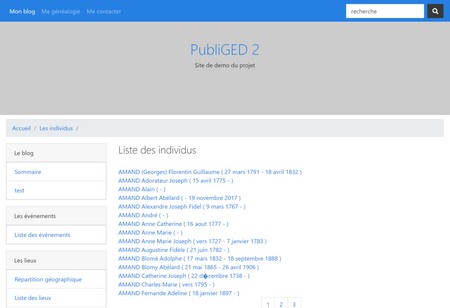 Mon blog Ma généalogie Me contacter recherche
PubliGED 2
Site de demo du projet
Accueil / Les individus /
Le blog
Sommaire
test
Les événements
Liste des événements
Les lieux
Répartition géographique
Liste des lieux
Liste des individus
AMAND (Georges) Florentin Guillaume ( 27 mars 1791 - 18 avril 1832 )
AMAND Adorateur Joseph ( 15 avril 1775 - )
AMAND Alain ( - )
AMAND Albert Abélard ( - 19 novembre 2017 )
AMAND Alexandre Joseph Fidel ( 9 mars 1767 - )
AMAND André ( - )
AMAND Anne Catherine ( 16 aout 1777 - )
AMAND Anne Marie ( - )
AMAND Anne Marie Joseph ( vers 1727 - 7 janvier 1783 )
AMAND Augustine Fidèle ( 21 juin 1782 - )
AMAND Blomé Adolphe ( 17 mars 1832 - 18 septembre 1888 )
AMAND Blomy Abélard ( 21 mai 1865 - 26 avril 1906 )
AMAND Catherine Joseph ( 22 d�cembre 1738 - )
AMAND Charles Marie ( vers 1795 - )
AMAND Fernande Adeline ( 18 janvier 1897 - )
1 2 3